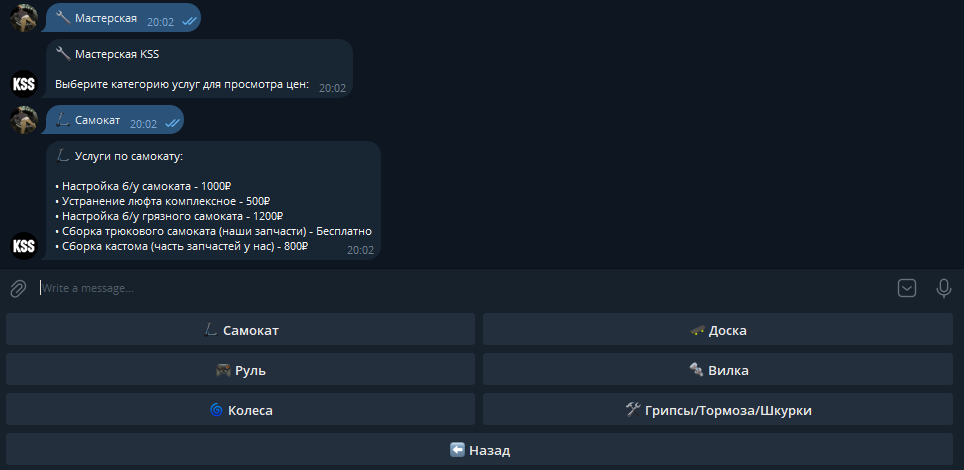 🔧 Мастерская 20:02
🔧 Мастерская KSS
Выберите категорию услуг для просмотра цен: 20:02
KSS
🛴 Самокат 20:02
🛴 Услуги по самокату:
• Настройка б/у самоката - 1000₽
• Устранение люфта комплексное - 500₽
• Настройка б/у грязного самоката - 1200₽
• Сборка трюкового самоката (наши запчасти) - Бесплатно
• Сборка кастома (часть запчастей у нас) - 800₽ 20:02
KSS
Write a message...
🛴 Самокат
🛹 Доска
🎮 Руль
🔩 Вилка
🌀 Колеса
🛠 Грипсы/Тормоза/Шкурки
⬅️ Назад